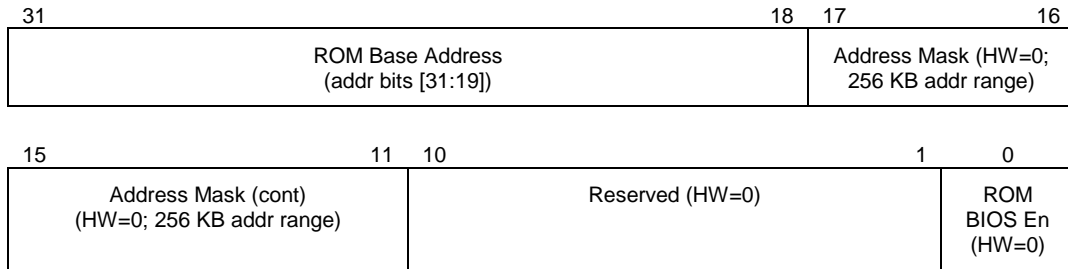 31 18 17 16
ROM Base Address
(addr bits [31:19])
Address Mask (HW=0;
256 KB addr range)
15 11 10 1 0
Address Mask (cont)
(HW=0; 256 KB addr range)
Reserved (HW=0)
ROM
BIOS En
(HW=0)